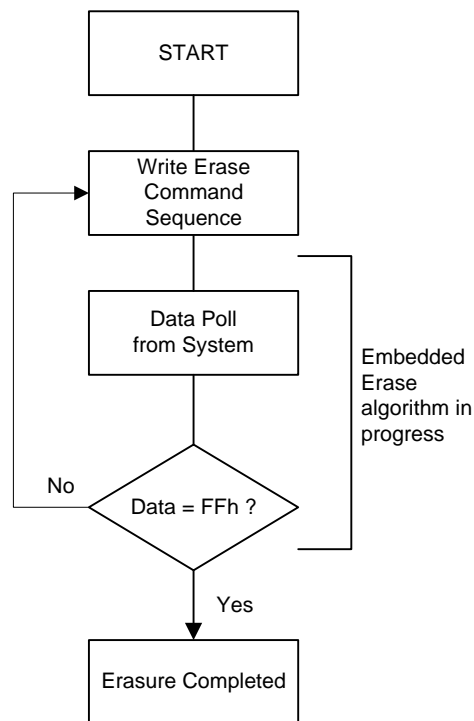 START
Write Erase
Command
Sequence
Data Poll
from System
Embedded
Erase
algorithm in
progress
No
Data = FFh ?
Yes
Erasure Completed